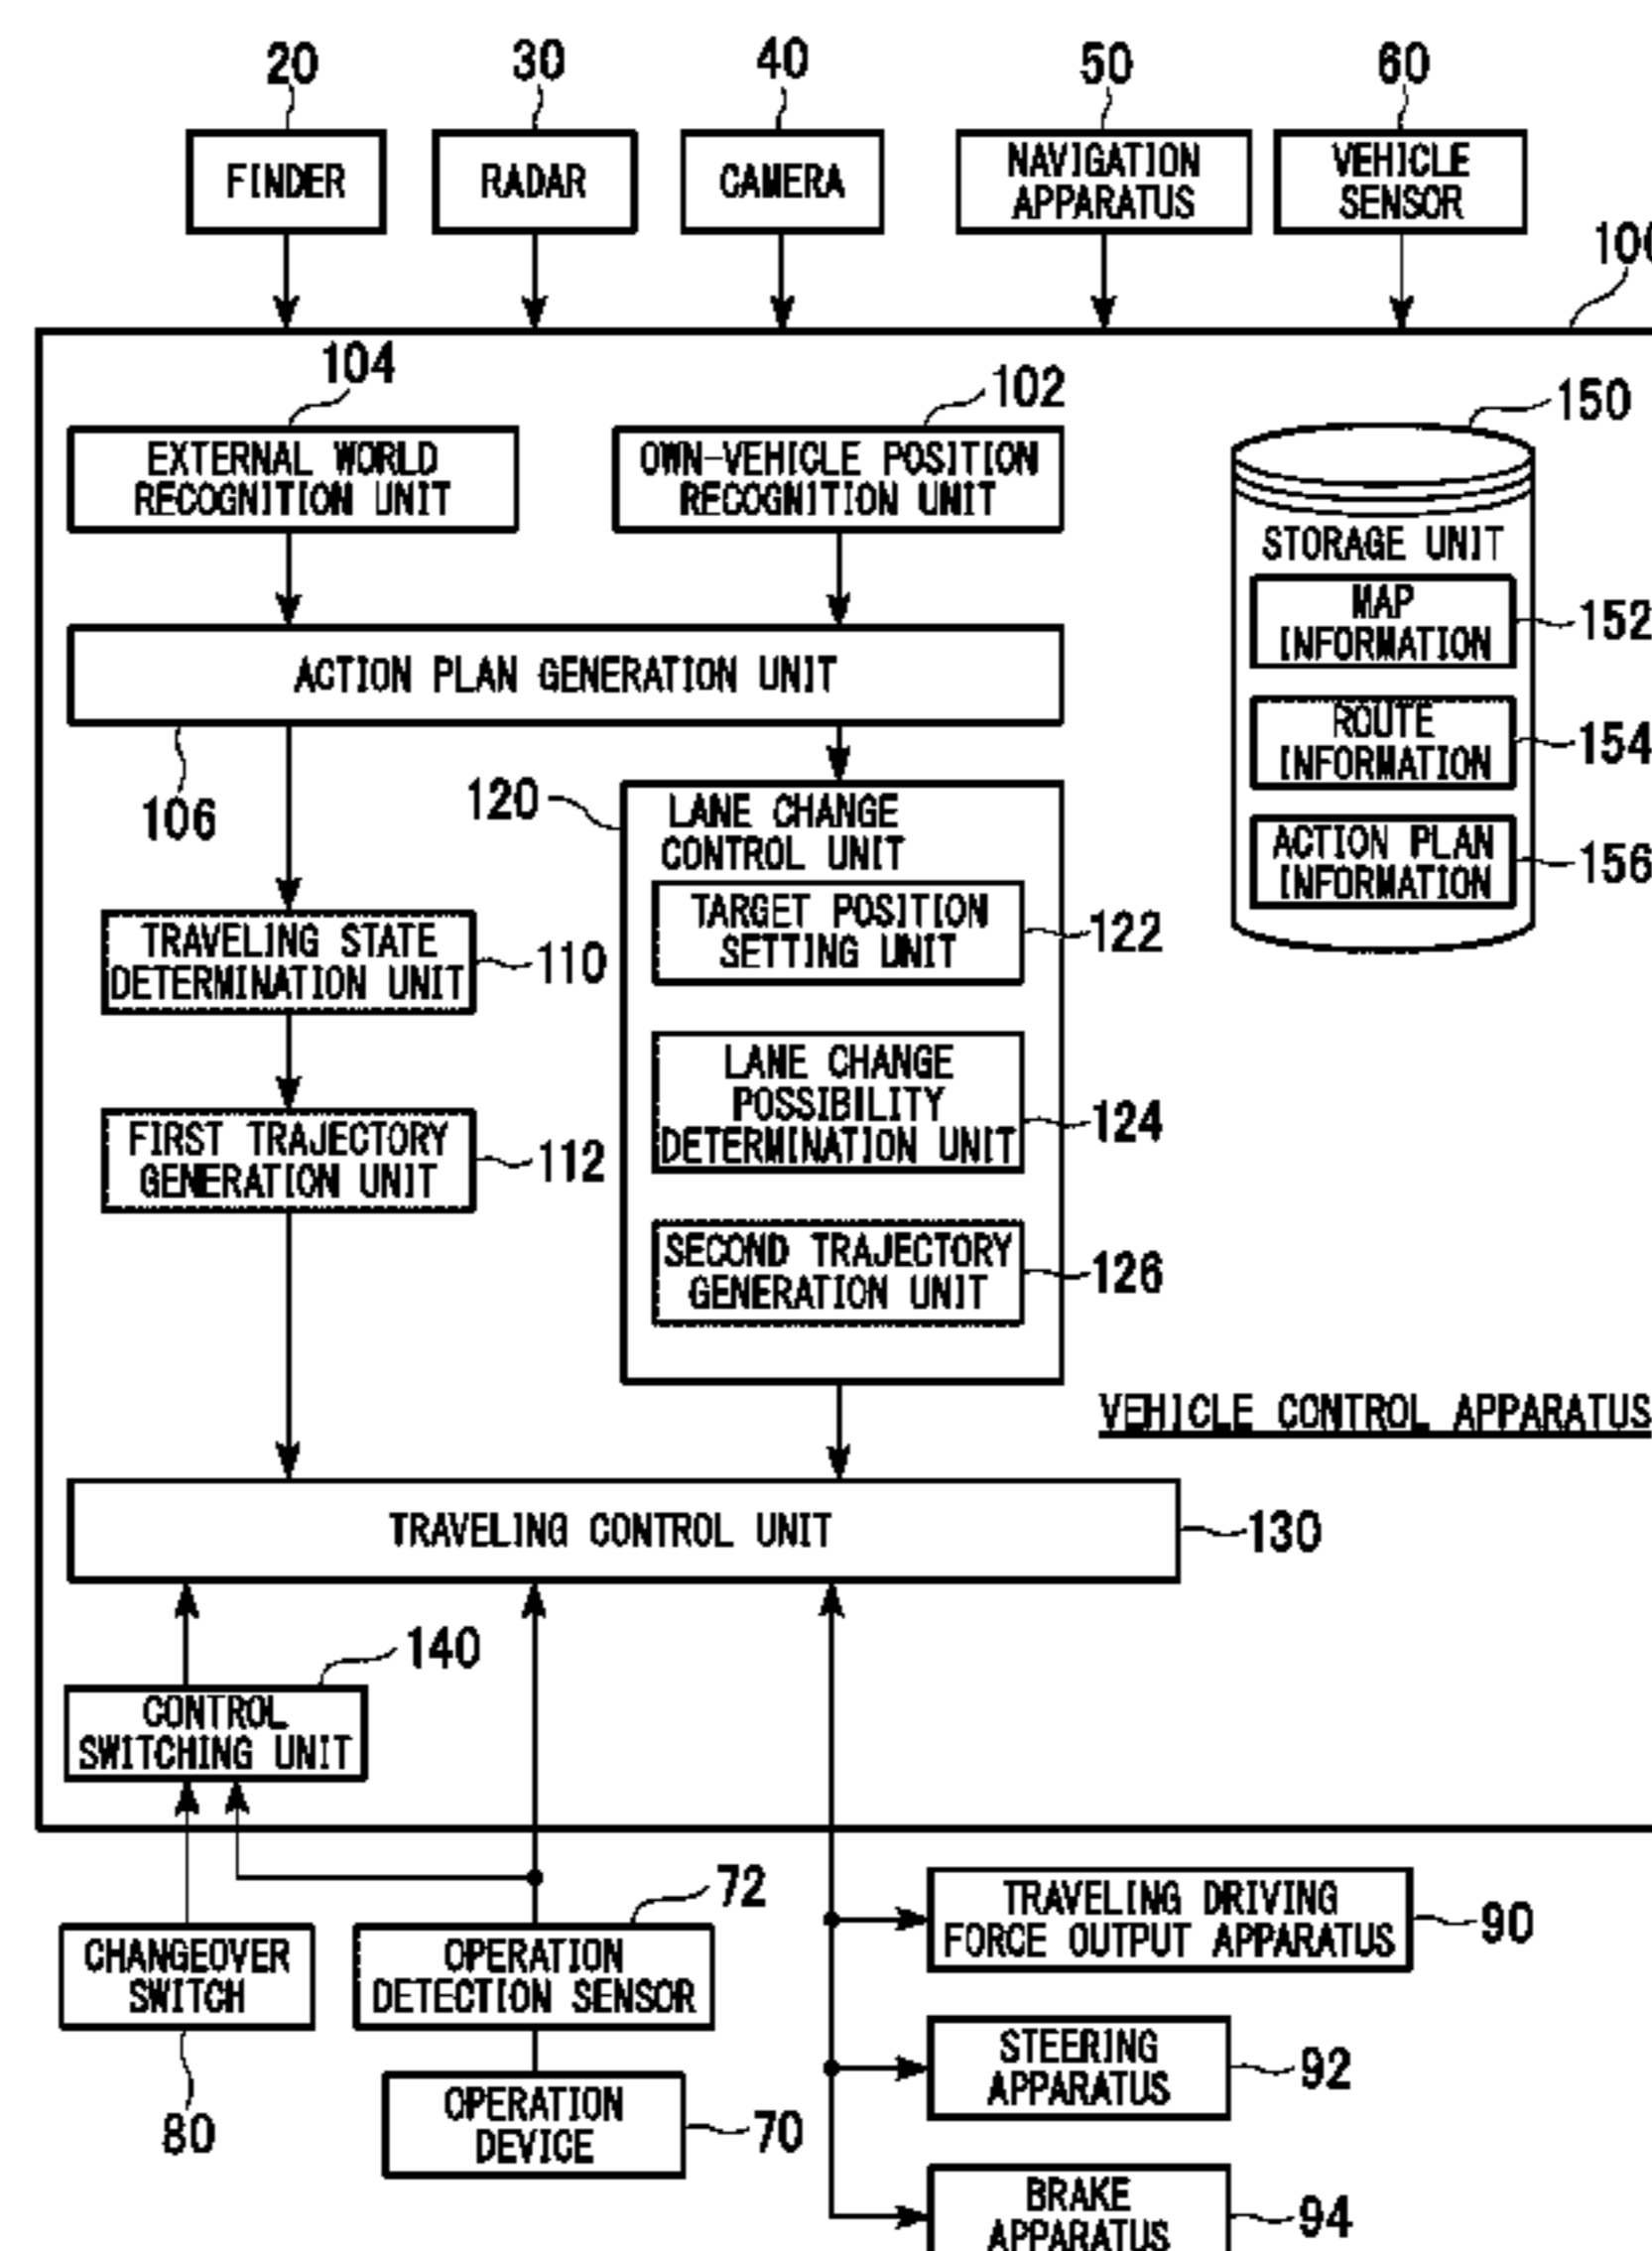 20
30
40
50
60
FINDER
RADAR
CAMERA
NAVIGATION
APPARATUS
VEHICLE
SENSOR
104
102
150
EXTERNAL WORLD
RECOGNITION UNIT
OWN-VEHICLE POSITION
RECOGNITION UNIT
STORAGE UNIT
MAP
INFORMATION
152
ROUTE
INFORMATION
154
ACTION PLAN
INFORMATION
156
ACTION PLAN GENERATION UNIT
106
120
LANE CHANGE
CONTROL UNIT
TARGET POSITION
SETTING UNIT
122
TRAVELING STATE
DETERMINATION UNIT
110
LANE CHANGE
POSSIBILITY
DETERMINATION UNIT
124
FIRST TRAJECTORY
GENERATION UNIT
112
SECOND TRAJECTORY
GENERATION UNIT
126
VEHICLE CONTROL APPARATUS
TRAVELING CONTROL UNIT
130
140
CONTROL
SWITCHING UNIT
72
CHANGEOVER
SWITCH
80
OPERATION
DETECTION SENSOR
OPERATION
DEVICE
70
TRAVELING DRIVING
FORCE OUTPUT APPARATUS
90
STEERING
APPARATUS
92
BRAKE
APPARATUS
94